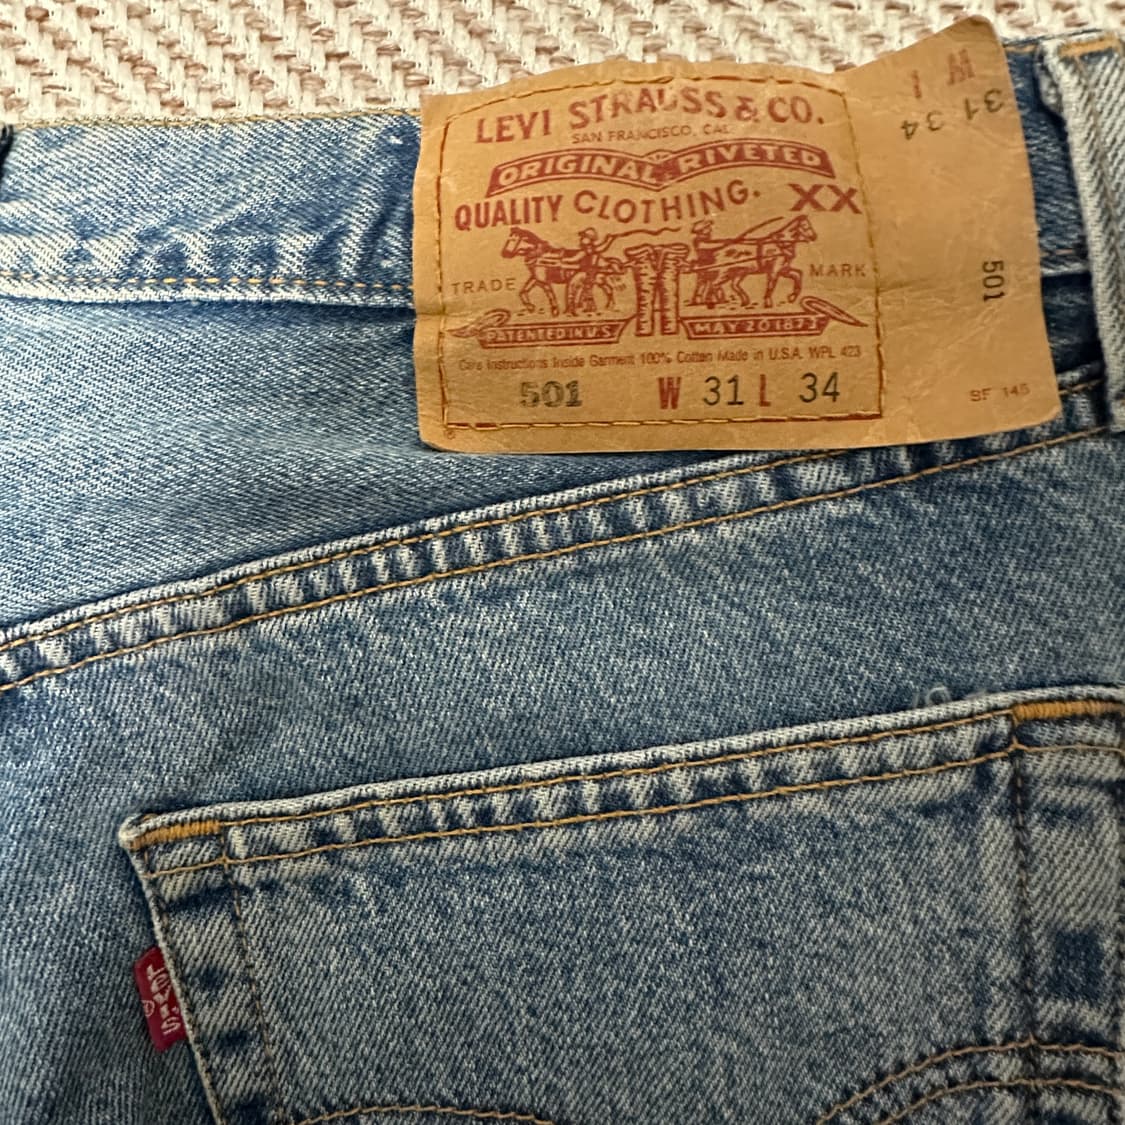 LEVI STRAUSS & CO.
SAN FRANCISCO, CAL
ORIGINAL RIVETED
QUALITY CLOTHING. XX
TRADE MARK
PATENTED IN U.S. MAY 20 1873
Care Instructions Inside Garment 100% Cotton Made in U.S.A. WPL 423
501 W 31 L 34
W L
31 34
501
SF 145
Levi's
®